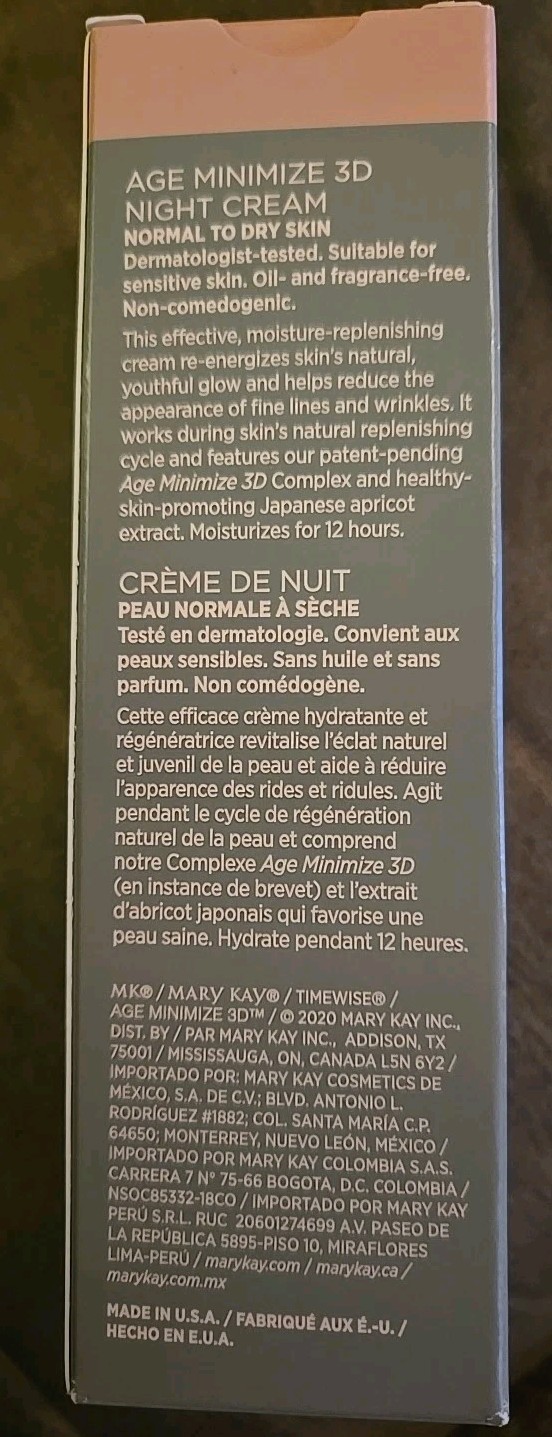 AGE MINIMIZE 3D
NIGHT CREAM
NORMAL TO DRY SKIN
Dermatologist-tested. Suitable for
sensitive skin. Oil- and fragrance-free.
Non-comedogenic.
This effective, moisture-replenishing
cream re-energizes skin's natural,
youthful glow and helps reduce the
appearance of fine lines and wrinkles. It
works during skin's natural replenishing
cycle and features our patent-pending
Age Minimize 3D Complex and healthy-
skin-promoting Japanese apricot
extract. Moisturizes for 12 hours.
CRÈME DE NUIT
PEAU NORMALE À SÈCHE
Testé en dermatologie. Convient aux
peaux sensibles. Sans huile et sans
parfum. Non comédogène.
Cette efficace crème hydratante et
régénératrice revitalise l'éclat naturel
et juvenil de la peau et aide à réduire
l'apparence des rides et ridules. Agit
pendant le cycle de régénération
naturel de la peau et comprend
notre Complexe Age Minimize 3D
(en instance de brevet) et l'extrait
d'abricot japonais qui favorise une
peau saine. Hydrate pendant 12 heures.
MK® / MARY KAY® / TIMEWISE® /
AGE MINIMIZE 3D™ / © 2020 MARY KAY INC.,
DIST. BY / PAR MARY KAY INC., ADDISON, TX
75001 / MISSISSAUGA, ON, CANADA L5N 6Y2 /
IMPORTADO POR: MARY KAY COSMETICS DE
MÉXICO, S.A. DE C.V.; BLVD. ANTONIO L.
RODRÍGUEZ #1882; COL. SANTA MARÍA C.P.
64650; MONTERREY, NUEVO LEÓN, MÉXICO /
IMPORTADO POR MARY KAY COLOMBIA S.A.S.
CARRERA 7 N° 75-66 BOGOTA, D.C. COLOMBIA /
NSOC85332-18CO / IMPORTADO POR MARY KAY
PERÚ S.R.L. RUC 20601274699 A.V. PASEO DE
LA REPÚBLICA 5895-PISO 10, MIRAFLORES
LIMA-PERÚ / marykay.com / marykay.ca /
marykay.com.mx
MADE IN U.S.A. / FABRIQUÉ AUX É.-U. /
HECHO EN E.U.A.